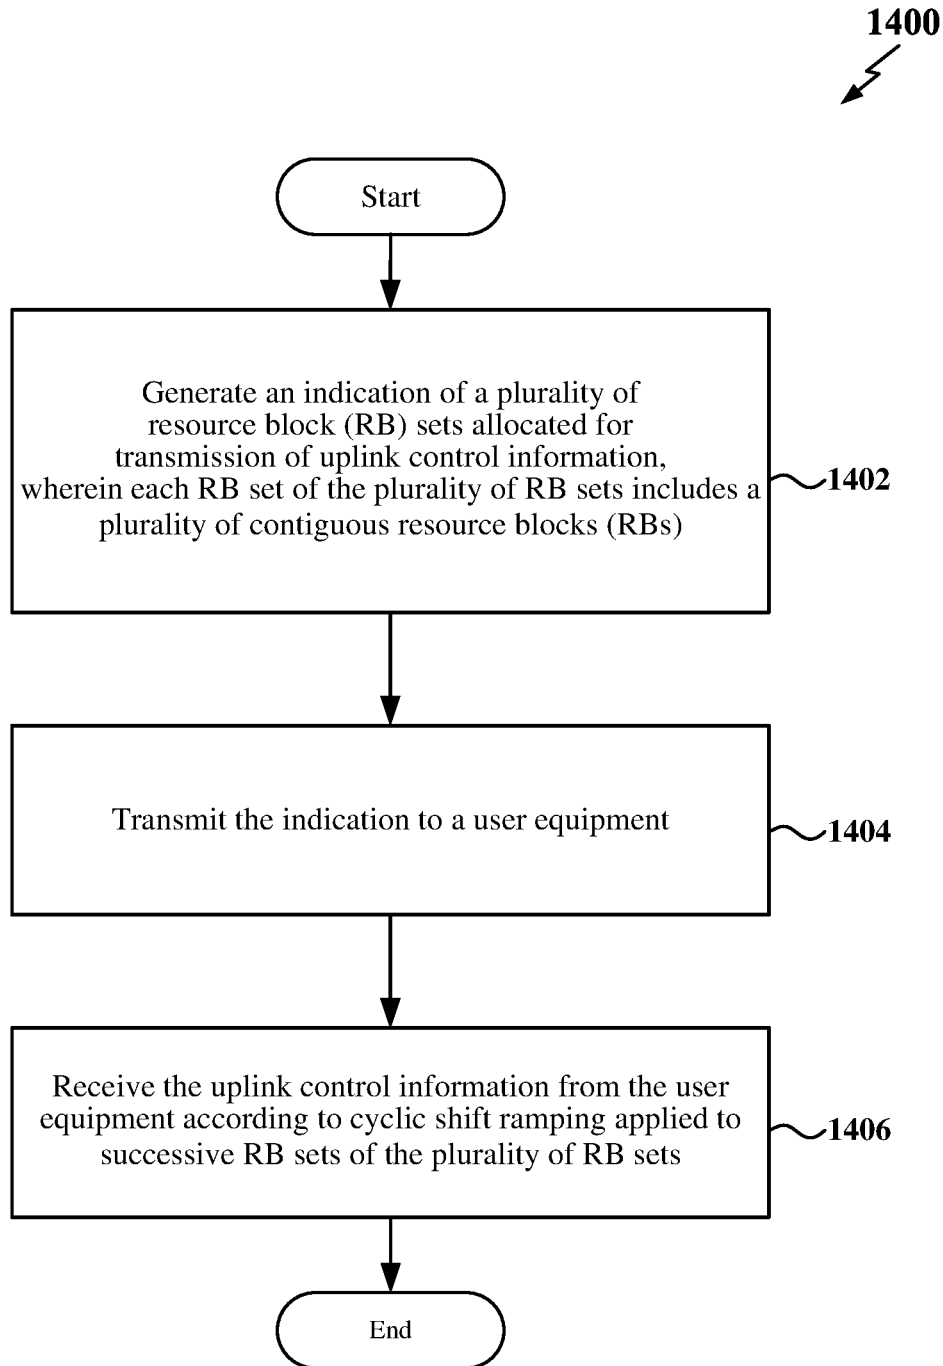 1400
Start
Generate an indication of a plurality of
resource block (RB) sets allocated for
transmission of uplink control information,
wherein each RB set of the plurality of RB sets includes a
plurality of contiguous resource blocks (RBs)
1402
Transmit the indication to a user equipment
1404
Receive the uplink control information from the user
equipment according to cyclic shift ramping applied to
successive RB sets of the plurality of RB sets
1406
End